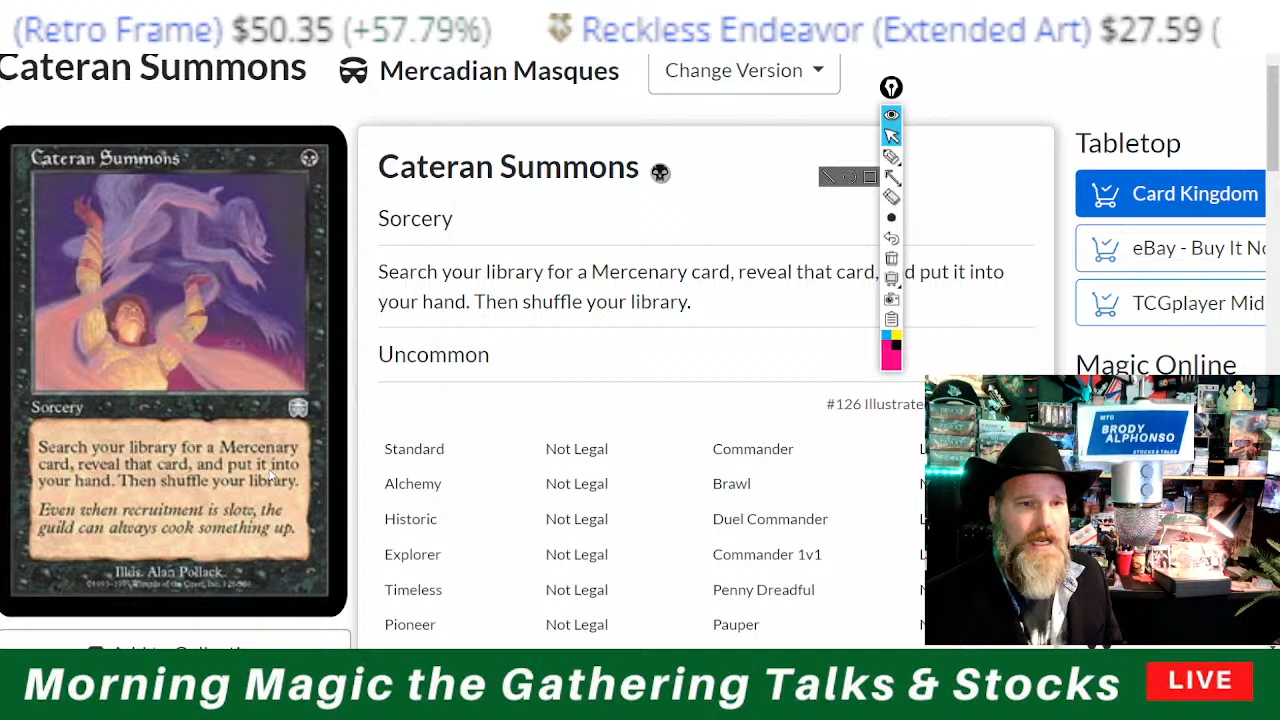 (Retro Frame) $50.35 (+57.79%) Reckless Endeavor (Extended Art) $27.59 (
Cateran Summons Mercadian Masques Change Version
Cateran Summons
Sorcery
Search your library for a Mercenary
card, reveal that card, and put it into
your hand. Then shuffle your library.
Even when recruitment is slow, the
guild can always cook something up.
Illus. Alan Pollack
Cateran Summons
Sorcery
Search your library for a Mercenary card, reveal that card, d put it into
your hand. Then shuffle your library.
Uncommon
#126 Illustrate
Standard Not Legal Commander L
Alchemy Not Legal Brawl N
Historic Not Legal Duel Commander L
Explorer Not Legal Commander 1v1
Timeless Not Legal Penny Dreadful
Pioneer Not Legal Pauper
Tabletop
Card Kingdom
eBay - Buy It No
TCGplayer Mid
Magic Online
MTG
BRODY
ALPHONSO
STOCKS & TALKS
Morning Magic the Gathering Talks & Stocks LIVE